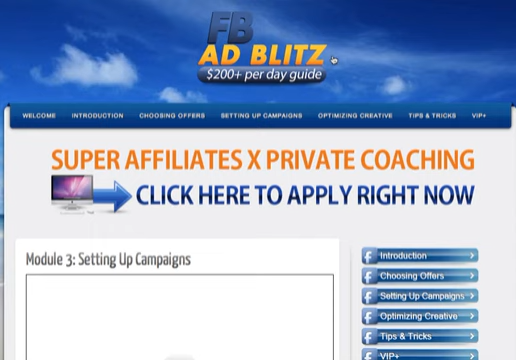 FB
AD BLITZ
$200+ per day guide
WELCOME INTRODUCTION CHOOSING OFFERS SETTING UP CAMPAIGNS OPTIMIZING CREATIVE TIPS & TRICKS VIP+
SUPER AFFILIATES X PRIVATE COACHING
CLICK HERE TO APPLY RIGHT NOW
Module 3: Setting Up Campaigns
f Introduction
f Choosing Offers
f Setting Up Campaigns
f Optimizing Creative
f Tips & Tricks
f VIP+